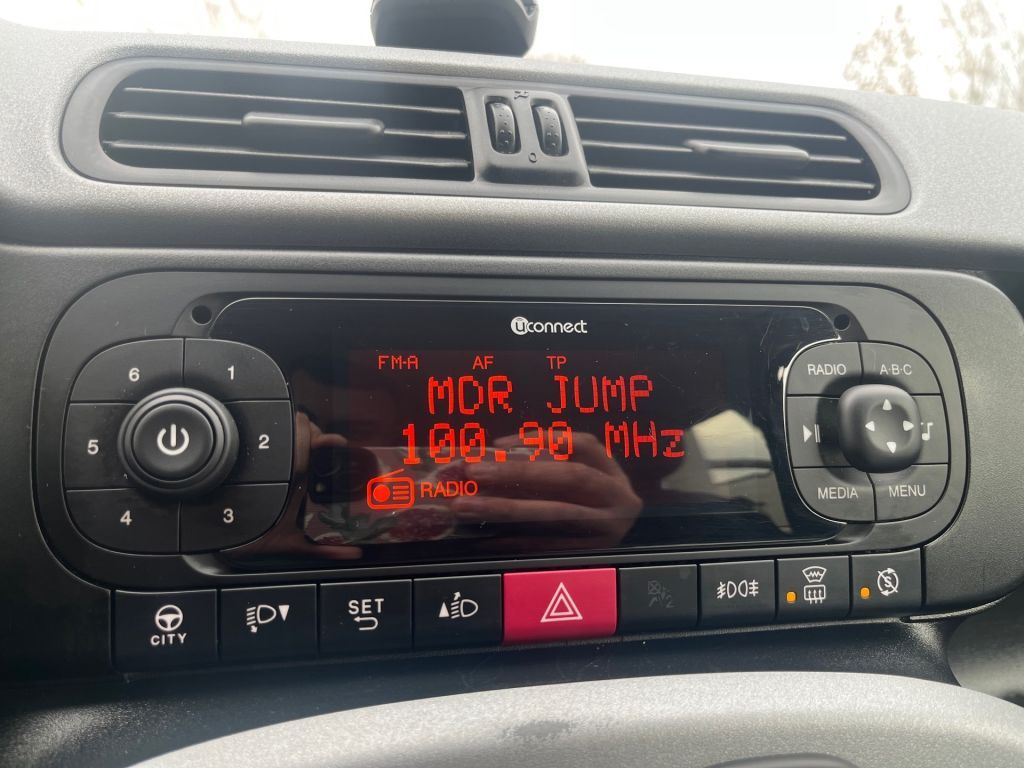 uconnect
FM-A AF TP
MDR JUMP
100.90 MHz
RADIO
6 1
5 2
4 3
RADIO A·B·C
MEDIA MENU
CITY
SET